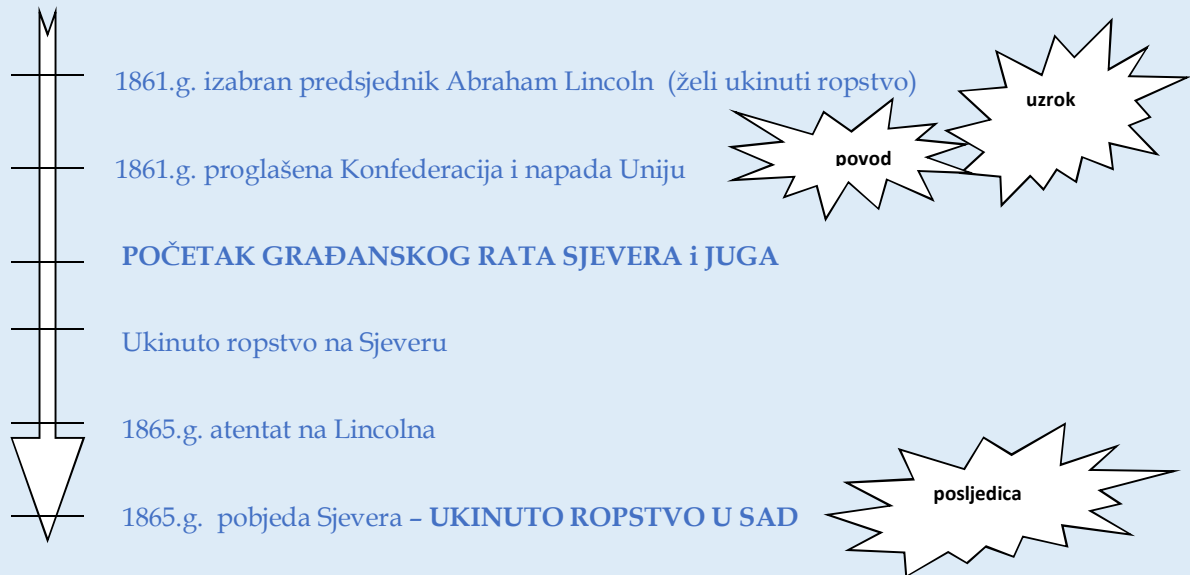 1861.g. izabran predsjednik Abraham Lincoln  (želi ukinuti ropstvo)
uzrok
povod
1861.g. proglašena Konfederacija i napada Uniju
POČETAK GRAĐANSKOG RATA SJEVERA i JUGA
Ukinuto ropstvo na Sjeveru
1865.g. atentat na Lincolna
posljedica
1865.g.  pobjeda Sjevera – UKINUTO ROPSTVO U SAD